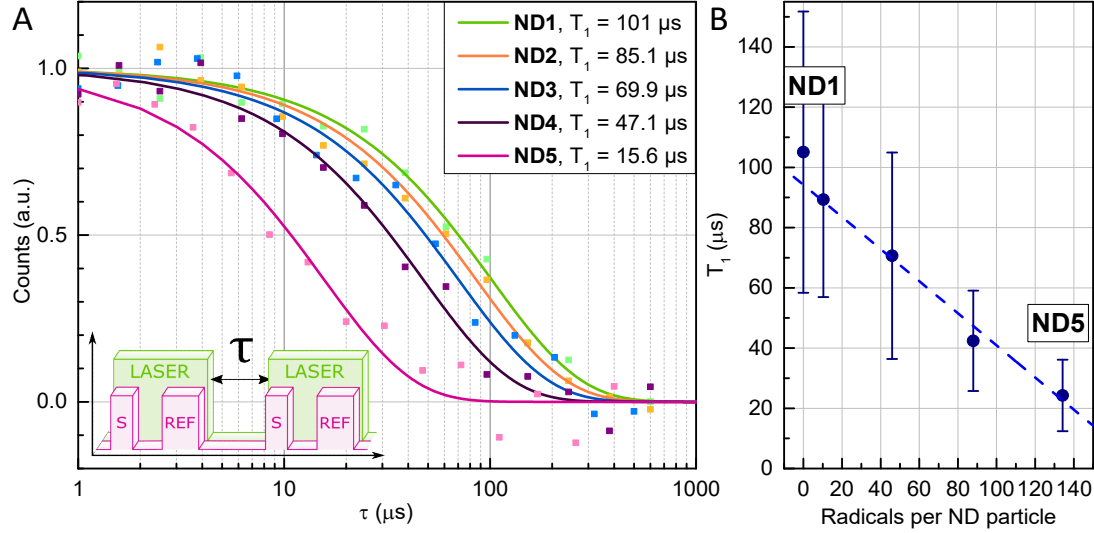 A
ND1, T₁ = 101 µs
ND2, T₁ = 85.1 µs
ND3, T₁ = 69.9 µs
ND4, T₁ = 47.1 µs
ND5, T₁ = 15.6 µs
1.0
0.5
0.0
Counts (a.u.)
τ
LASER
LASER
S
REF
S
REF
1
10
100
1000
τ (µs)
B
ND1
ND5
160
140
120
100
80
60
40
20
0
T₁ (µs)
0 20 40 60 80 100 120 140
Radicals per ND particle